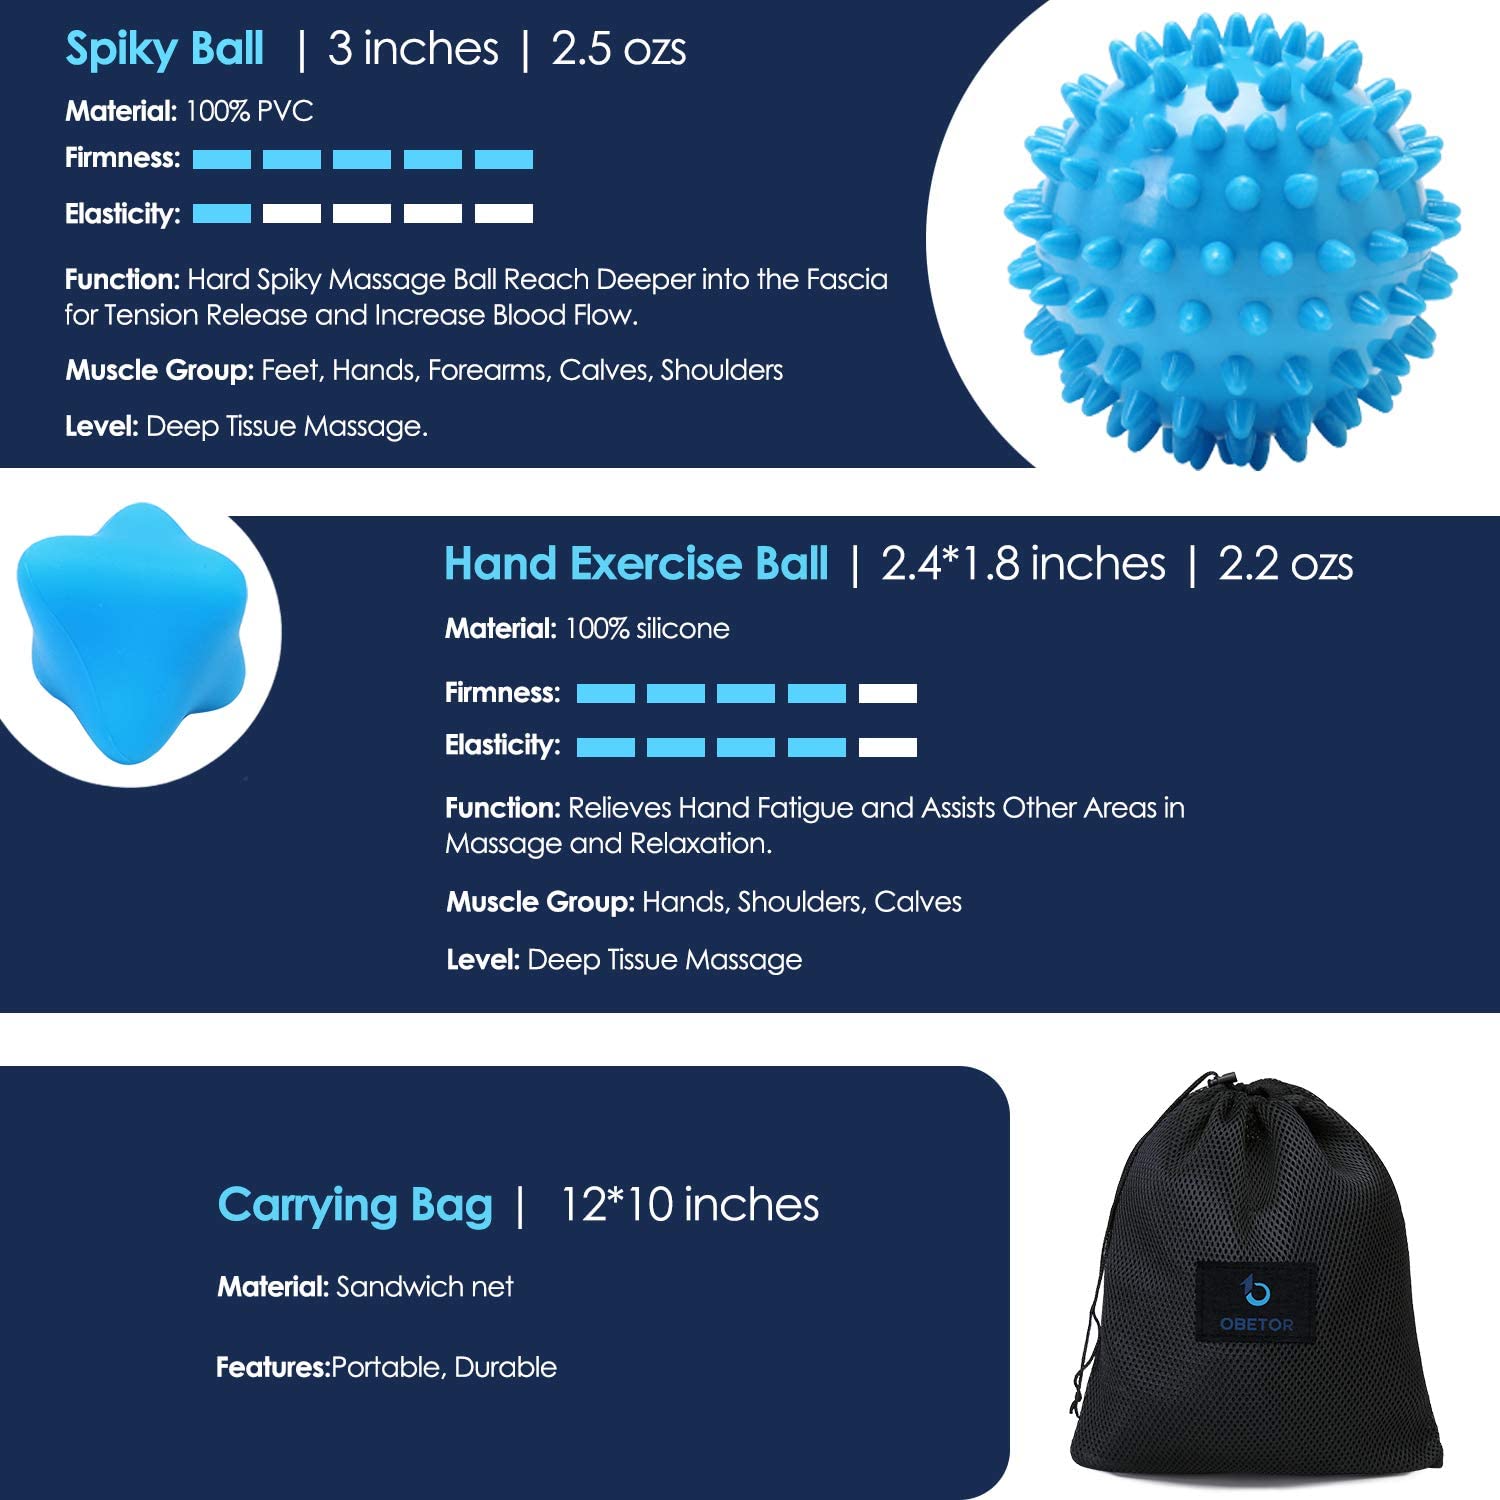 Spiky Ball | 3 inches | 2.5 ozs
Material: 100% PVC
Firmness:
Elasticity:
Function: Hard Spiky Massage Ball Reach Deeper into the Fascia
for Tension Release and Increase Blood Flow.
Muscle Group: Feet, Hands, Forearms, Calves, Shoulders
Level: Deep Tissue Massage.
Hand Exercise Ball | 2.4*1.8 inches | 2.2 ozs
Material: 100% silicone
Firmness:
Elasticity:
Function: Relieves Hand Fatigue and Assists Other Areas in
Massage and Relaxation.
Muscle Group: Hands, Shoulders, Calves
Level: Deep Tissue Massage
Carrying Bag | 12*10 inches
Material: Sandwich net
Features:Portable, Durable
OBETOR